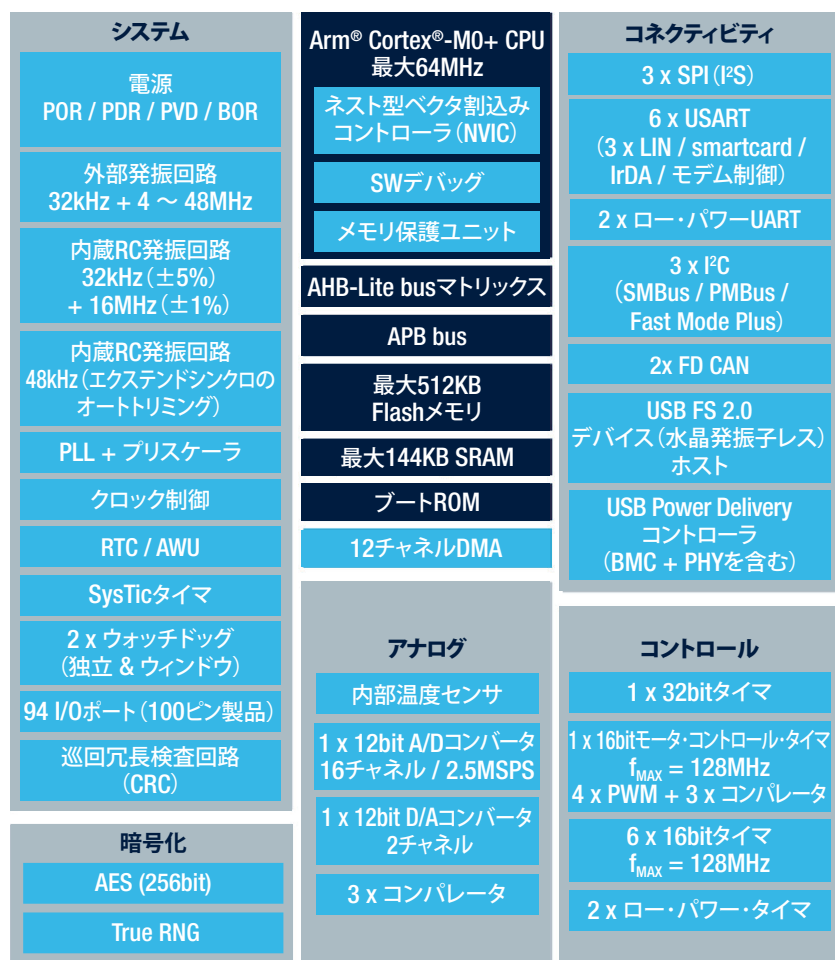 システム
電源
POR / PDR / PVD / BOR
外部発振回路
32kHz + 4 ～ 48MHz
内蔵RC発振回路
32kHz（±5%）
+ 16MHz（±1%）
内蔵RC発振回路
48kHz（エクステンドシンクロの
オートトリミング）
PLL + プリスケーラ
クロック制御
RTC / AWU
SysTicタイマ
2 x ウォッチドッグ
（独立 & ウィンドウ）
94 I/Oポート（100ピン製品）
巡回冗長検査回路
（CRC）
暗号化
AES (256bit)
True RNG
Arm® Cortex®-M0+ CPU
最大64MHz
ネスト型ベクタ割込み
コントローラ（NVIC）
SWデバッグ
メモリ保護ユニット
AHB-Lite busマトリックス
APB bus
最大512KB
Flashメモリ
最大144KB SRAM
ブートROM
12チャネルDMA
アナログ
内部温度センサ
1 x 12bit A/Dコンバータ
16チャネル / 2.5MSPS
1 x 12bit D/Aコンバータ
2チャネル
3 x コンパレータ
コネクティビティ
3 x SPI（I²S）
6 x USART
（3 x LIN / smartcard /
IrDA / モデム制御）
2 x ロー・パワーUART
3 x I²C
（SMBus / PMBus /
Fast Mode Plus）
2x FD CAN
USB FS 2.0
デバイス（水晶発振子レス）
ホスト
USB Power Delivery
コントローラ
（BMC + PHYを含む）
コントロール
1 x 32bitタイマ
1 x 16bitモータ・コントロール・タイマ
fMAX = 128MHz
4 x PWM + 3 x コンパレータ
6 x 16bitタイマ
fMAX = 128MHz
2 x ロー・パワー・タイマ